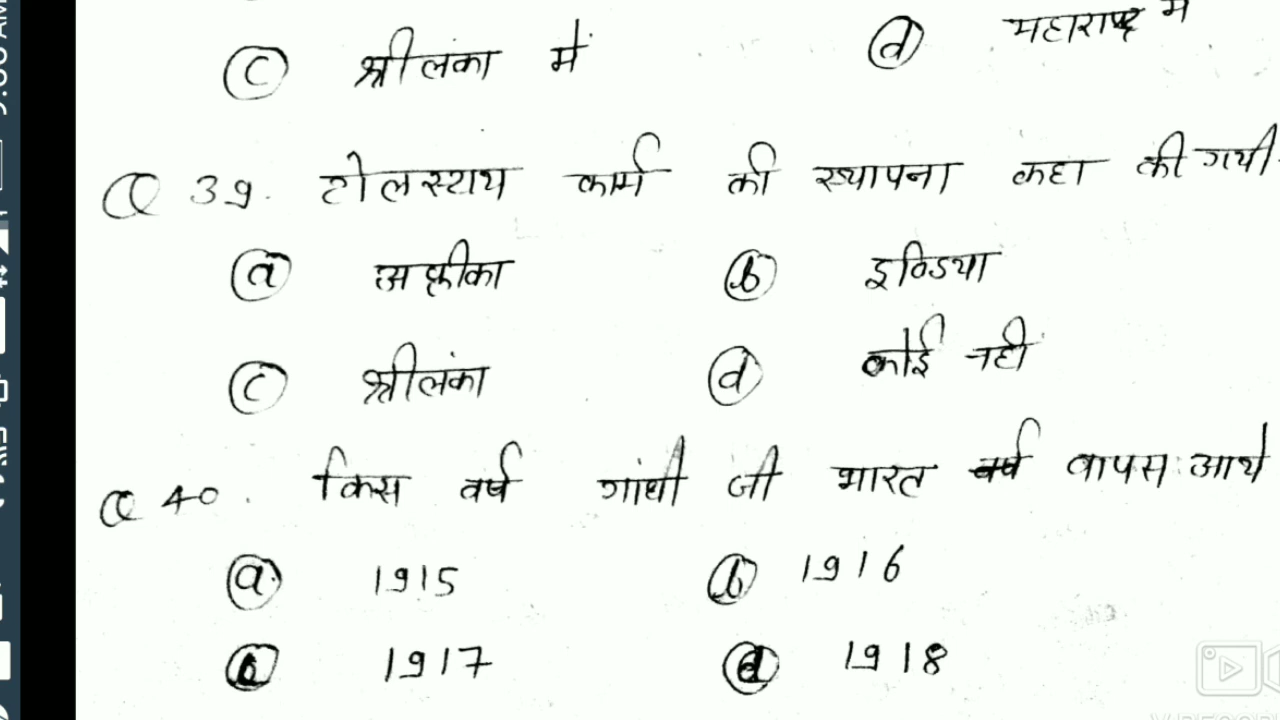 C श्रीलंका में d महाराष्ट्र में
Q 39. टोलस्टाय फार्म की स्थापना कहा की गयी
a अफ्रीका b इण्डिया
C श्रीलंका d कोई नही
Q 40. किस वर्ष गांधी जी भारत वर्ष वापस आये
a 1915 b 1916
1917 d 1918